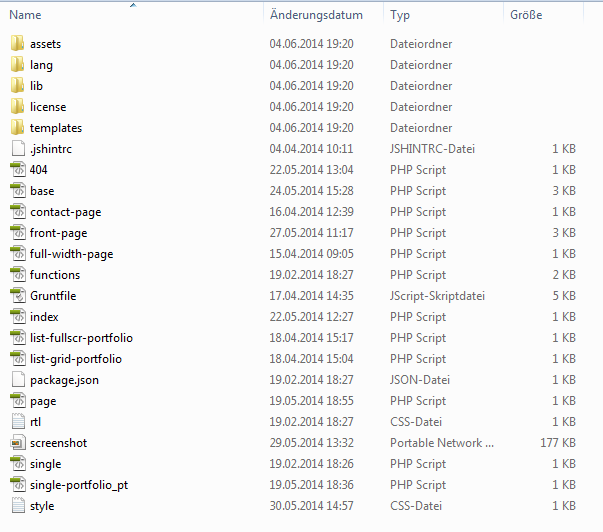 Name Änderungsdatum Typ Größe
assets 04.06.2014 19:20 Dateiordner
lang 04.06.2014 19:20 Dateiordner
lib 04.06.2014 19:20 Dateiordner
license 04.06.2014 19:20 Dateiordner
templates 04.06.2014 19:20 Dateiordner
.jshintrc 04.04.2014 10:11 JSHINTRC-Datei 1 KB
404 22.05.2014 13:04 PHP Script 1 KB
base 24.05.2014 15:28 PHP Script 3 KB
contact-page 16.04.2014 12:39 PHP Script 1 KB
front-page 27.05.2014 11:17 PHP Script 3 KB
full-width-page 15.04.2014 09:05 PHP Script 1 KB
functions 19.02.2014 18:27 PHP Script 2 KB
Gruntfile 17.04.2014 14:35 JScript-Skriptdatei 5 KB
index 22.05.2014 12:27 PHP Script 1 KB
list-fullscr-portfolio 18.04.2014 15:17 PHP Script 1 KB
list-grid-portfolio 18.04.2014 15:04 PHP Script 1 KB
package.json 19.02.2014 18:27 JSON-Datei 1 KB
page 19.05.2014 18:55 PHP Script 1 KB
rtl 19.02.2014 18:27 CSS-Datei 1 KB
screenshot 29.05.2014 13:32 Portable Network ... 177 KB
single 19.02.2014 18:26 PHP Script 1 KB
single-portfolio_pt 19.05.2014 18:36 PHP Script 1 KB
style 30.05.2014 14:57 CSS-Datei 1 KB